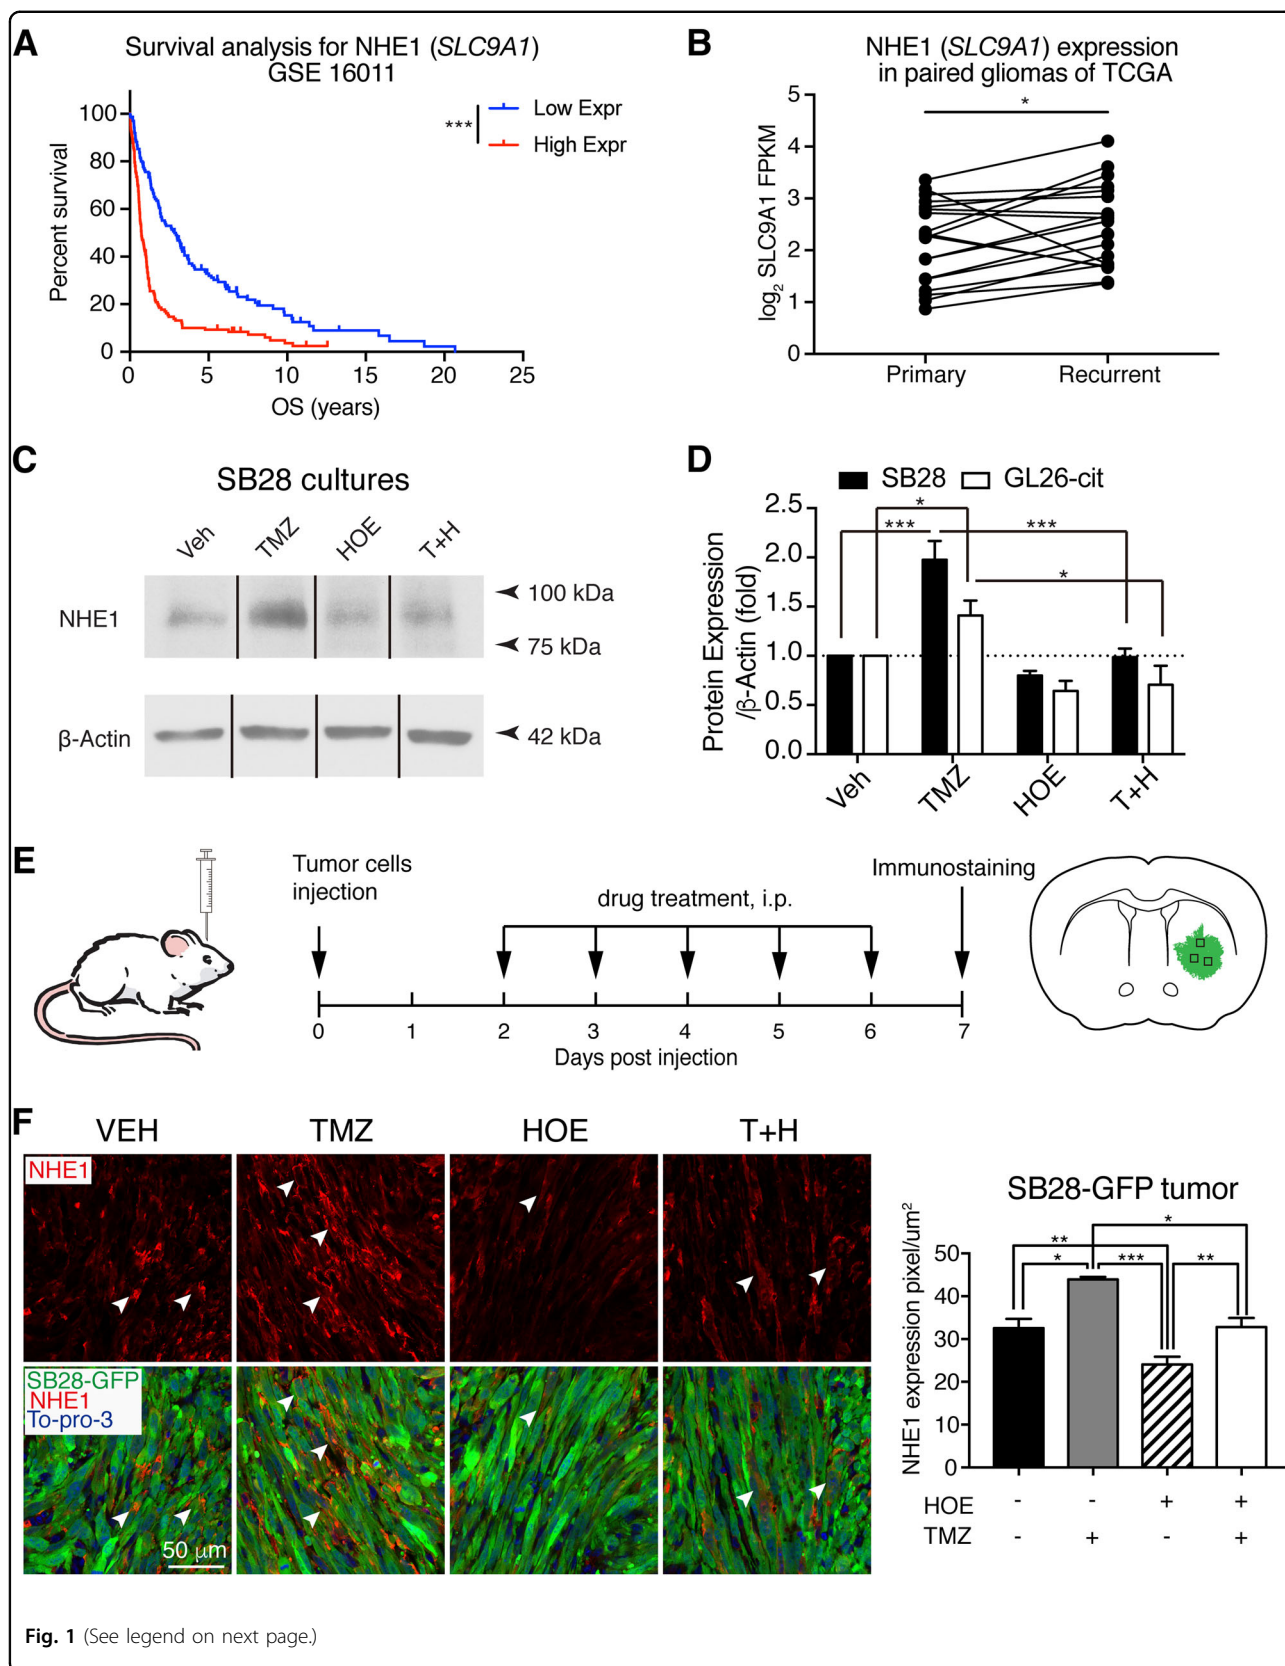 A
Survival analysis for NHE1 (SLC9A1)
GSE 16011
Low Expr
High Expr
***
Percent survival
100
80
60
40
20
0
0 5 10 15 20 25
OS (years)
B
NHE1 (SLC9A1) expression
in paired gliomas of TCGA
*
log2 SLC9A1 FPKM
5
4
3
2
1
0
Primary Recurrent
C
SB28 cultures
Veh TMZ HOE T+H
NHE1
100 kDa
75 kDa
β-Actin
42 kDa
D
SB28 GL26-cit
Protein Expression
/β-Actin (fold)
2.5
2.0
1.5
1.0
0.5
0.0
*
*** ***
*
Veh TMZ HOE T+H
E
Tumor cells
injection
drug treatment, i.p.
Immunostaining
0 1 2 3 4 5 6 7
Days post injection
F
VEH TMZ HOE T+H
NHE1
SB28-GFP
NHE1
To-pro-3
50 µm
SB28-GFP tumor
NHE1 expression pixel/um²
50
40
30
20
10
0
*
**
* *** **
HOE - - + +
TMZ - + - +
Fig. 1 (See legend on next page.)